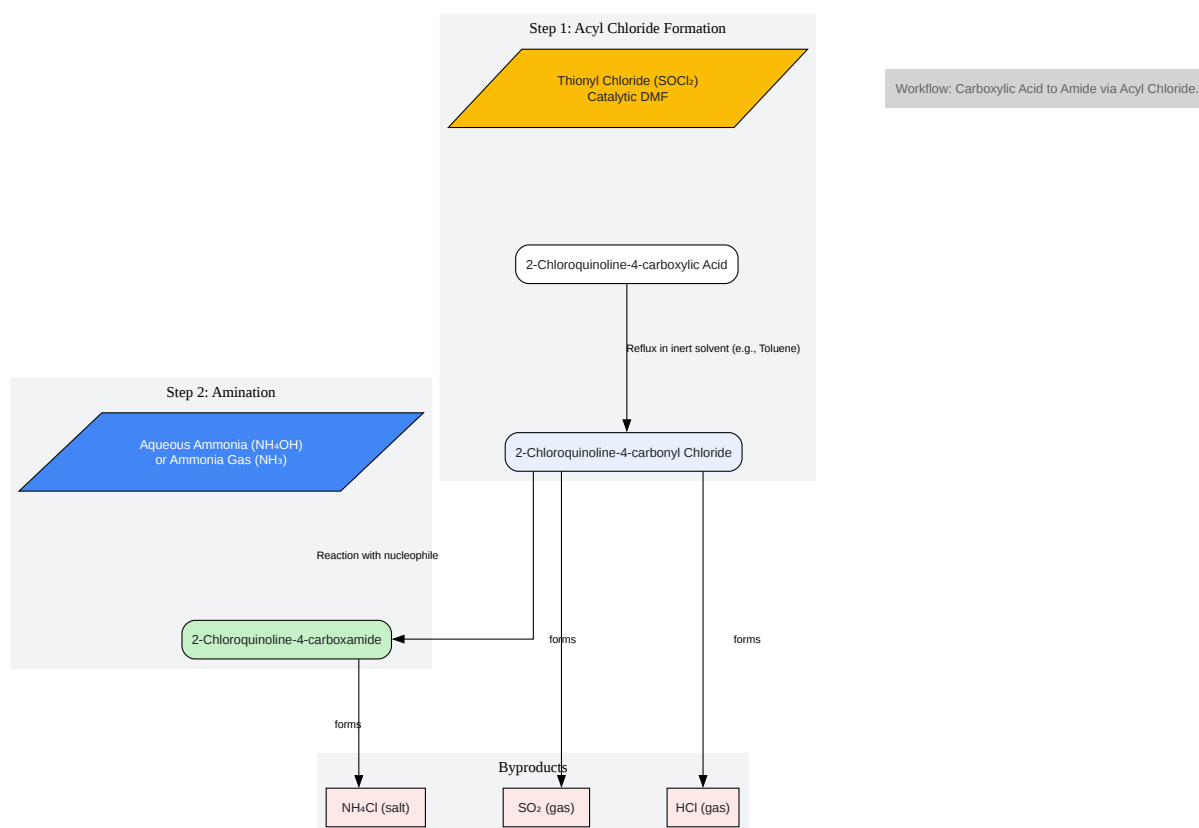 Step 1: Acyl Chloride Formation
Thionyl Chloride (SOCl₂)
Catalytic DMF
Workflow: Carboxylic Acid to Amide via Acyl Chloride.
2-Chloroquinoline-4-carboxylic Acid
Reflux in inert solvent (e.g., Toluene)
Step 2: Amination
Aqueous Ammonia (NH₄OH)
or Ammonia Gas (NH₃)
2-Chloroquinoline-4-carbonyl Chloride
Reaction with nucleophile
2-Chloroquinoline-4-carboxamide
forms
forms
forms
Byproducts
NH₄Cl (salt)
SO₂ (gas)
HCl (gas)